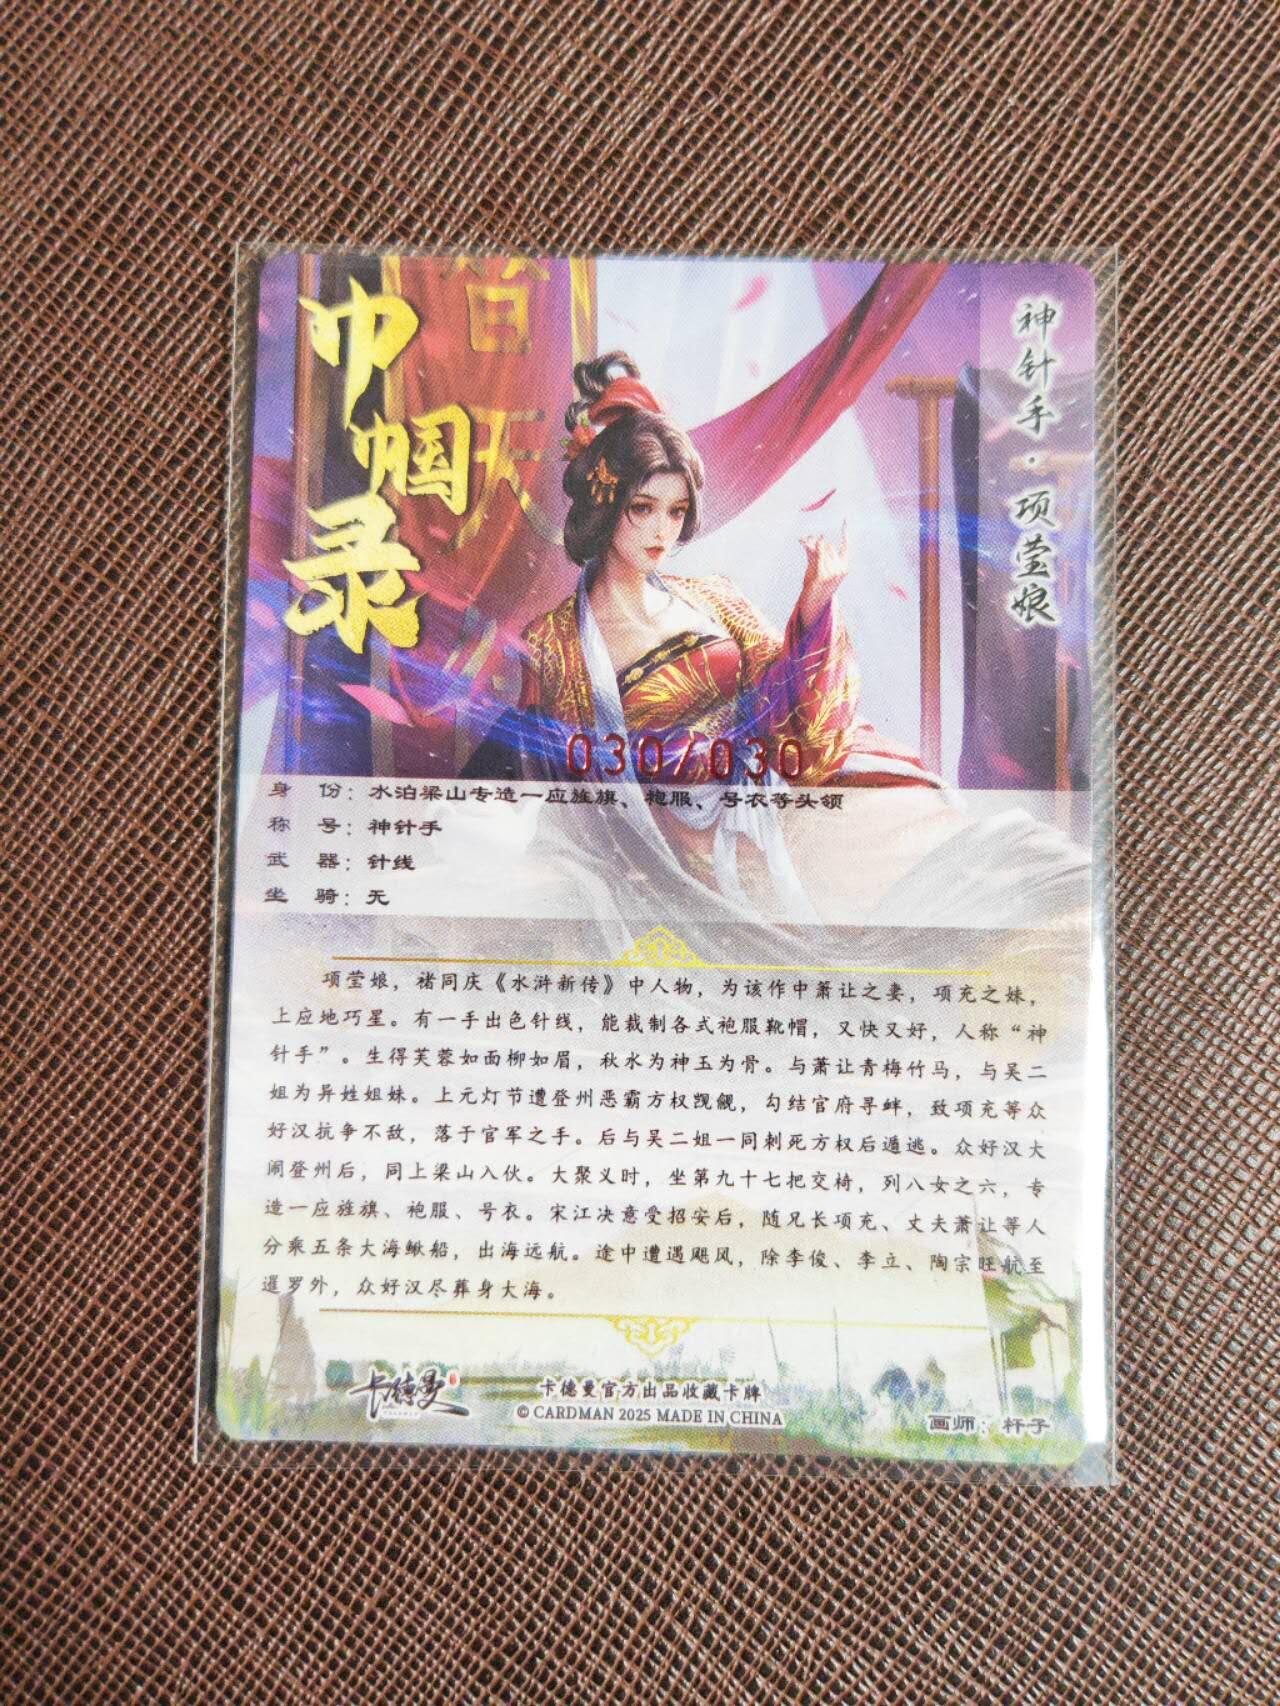 巾帼录
替天
神针手·项莹娘
030/030
身 份：水泊梁山专造一应旌旗、袍服、号衣等头领
称 号：神针手
武 器：针线
坐 骑：无
项莹娘，褚同庆《水浒新传》中人物，为该作中萧让之妻，项充之妹，
上应地巧星。有一手出色针线，能裁制各式袍服靴帽，又快又好，人称“神
针手”。生得芙蓉如面柳如眉，秋水为神玉为骨。与萧让青梅竹马，与吴二
姐为异姓姐妹。上元灯节遭登州恶霸方权觊觎，勾结官府寻衅，致项充等众
好汉抗争不敌，落于官军之手。后与吴二姐一同刺死方权后遁逃。众好汉大
闹登州后，同上梁山入伙。大聚义时，坐第九十七把交椅，列八女之六，专
造一应旌旗、袍服、号衣。宋江决意受招安后，随兄长项充、丈夫萧让等人
分乘五条大海鳅船，出海远航。途中遭遇飓风，除李俊、李立、陶宗旺航至
暹罗外，众好汉尽葬身大海。
卡德曼
卡德曼官方出品收藏卡牌
© CARDMAN 2025 MADE IN CHINA
画师：杆子